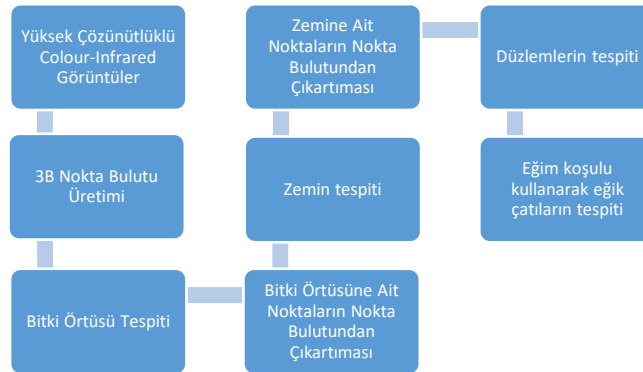 Yüksek Çözünütlüklü
Colour-Infrared
Görüntüler
3B Nokta Bulutu
Üretimi
Bitki Örtüsü Tespiti
Bitki Örtüsüne Ait
Noktaların Nokta
Bulutundan
Çıkartıması
Zemin tespiti
Zemine Ait
Noktaların Nokta
Bulutundan
Çıkartıması
Düzlemlerin tespiti
Eğim koşulu
kullanarak eğik
çatıların tespiti